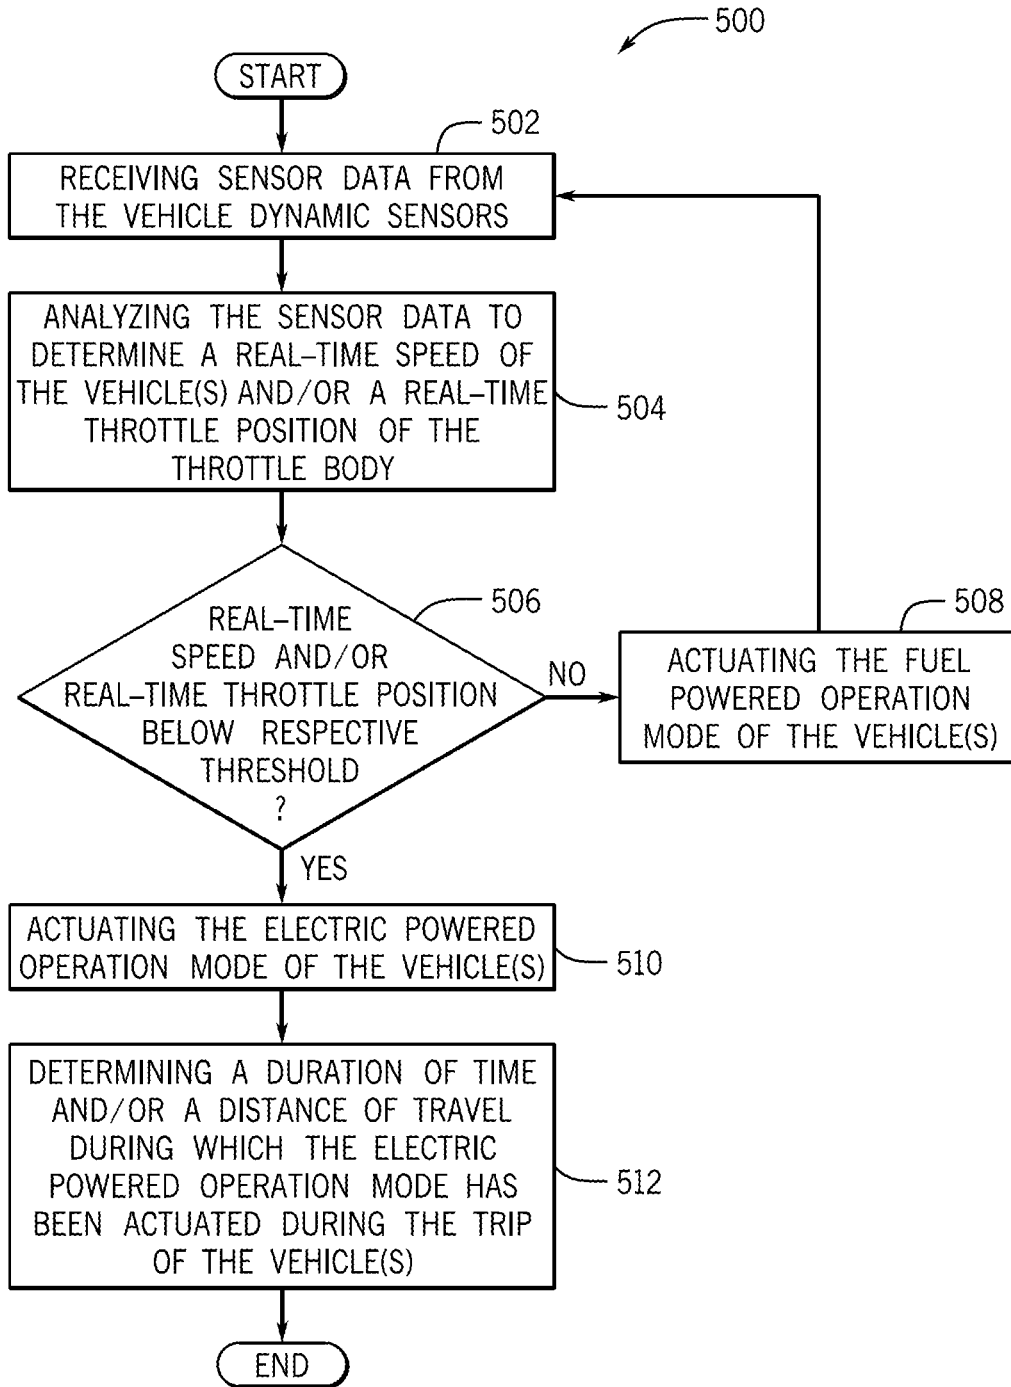 500
START
502
RECEIVING SENSOR DATA FROM
THE VEHICLE DYNAMIC SENSORS
ANALYZING THE SENSOR DATA TO
DETERMINE A REAL-TIME SPEED OF
THE VEHICLE(S) AND/OR A REAL-TIME
THROTTLE POSITION OF THE
THROTTLE BODY
504
506
REAL-TIME
SPEED AND/OR
REAL-TIME THROTTLE POSITION
BELOW RESPECTIVE
THRESHOLD
?
NO
508
ACTUATING THE FUEL
POWERED OPERATION
MODE OF THE VEHICLE(S)
YES
ACTUATING THE ELECTRIC POWERED
OPERATION MODE OF THE VEHICLE(S)
510
DETERMINING A DURATION OF TIME
AND/OR A DISTANCE OF TRAVEL
DURING WHICH THE ELECTRIC
POWERED OPERATION MODE HAS
BEEN ACTUATED DURING THE TRIP
OF THE VEHICLE(S)
512
END